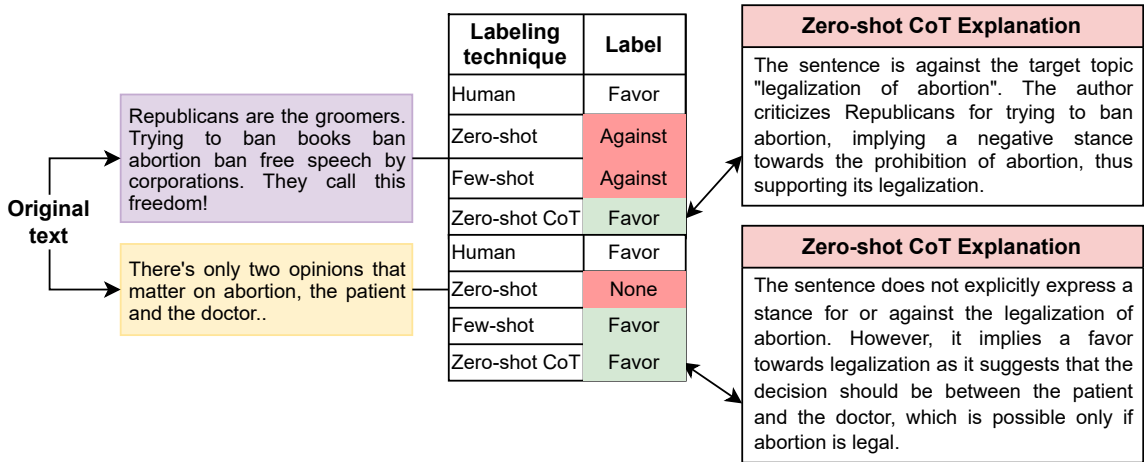 Original
text
Republicans are the groomers.
Trying to ban books ban
abortion ban free speech by
corporations. They call this
freedom!
There's only two opinions that
matter on abortion, the patient
and the doctor..
Labeling
technique
Label
Human
Favor
Zero-shot
Against
Few-shot
Against
Zero-shot CoT
Favor
Human
Favor
Zero-shot
None
Few-shot
Favor
Zero-shot CoT
Favor
Zero-shot CoT Explanation
The sentence is against the target topic
"legalization of abortion". The author
criticizes Republicans for trying to ban
abortion, implying a negative stance
towards the prohibition of abortion, thus
supporting its legalization.
Zero-shot CoT Explanation
The sentence does not explicitly express a
stance for or against the legalization of
abortion. However, it implies a favor
towards legalization as it suggests that the
decision should be between the patient
and the doctor, which is possible only if
abortion is legal.